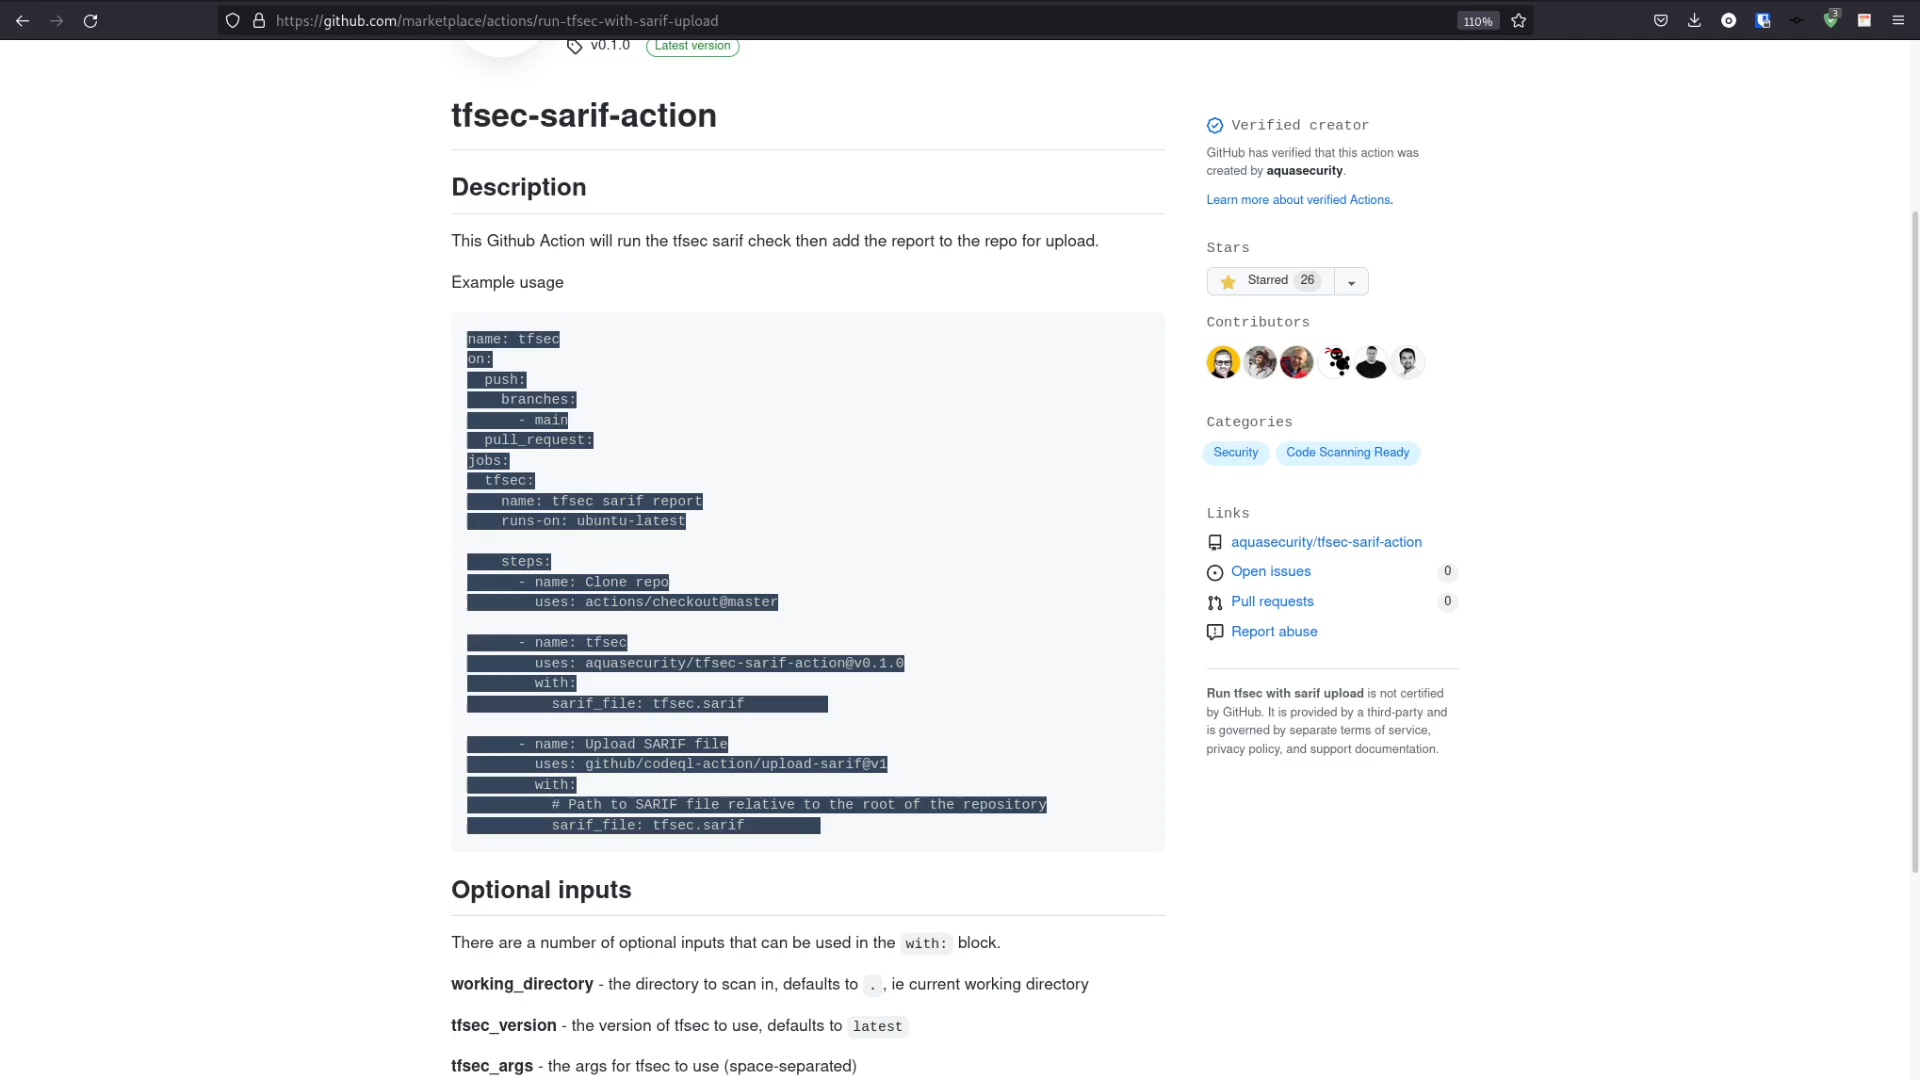 https://github.com/marketplace/actions/run-tfsec-with-sarif-upload
110%
3
v0.1.0
Latest version
tfsec-sarif-action
Description
This Github Action will run the tfsec sarif check then add the report to the repo for upload.
Example usage
name: tfsec
on:
  push:
    branches:
      - main
  pull_request:
jobs:
  tfsec:
    name: tfsec sarif report
    runs-on: ubuntu-latest
    steps:
      - name: Clone repo
        uses: actions/checkout@master
      - name: tfsec
        uses: aquasecurity/tfsec-sarif-action@v0.1.0
        with:
          sarif_file: tfsec.sarif
      - name: Upload SARIF file
        uses: github/codeql-action/upload-sarif@v1
        with:
          # Path to SARIF file relative to the root of the repository
          sarif_file: tfsec.sarif
Optional inputs
There are a number of optional inputs that can be used in the with: block.
working_directory - the directory to scan in, defaults to . , ie current working directory
tfsec_version - the version of tfsec to use, defaults to latest
tfsec_args - the args for tfsec to use (space-separated)
Verified creator
GitHub has verified that this action was
created by aquasecurity.
Learn more about verified Actions.
Stars
Starred 26
Contributors
Categories
Security
Code Scanning Ready
Links
aquasecurity/tfsec-sarif-action
Open issues 0
Pull requests 0
Report abuse
Run tfsec with sarif upload is not certified
by GitHub. It is provided by a third-party and
is governed by separate terms of service,
privacy policy, and support documentation.